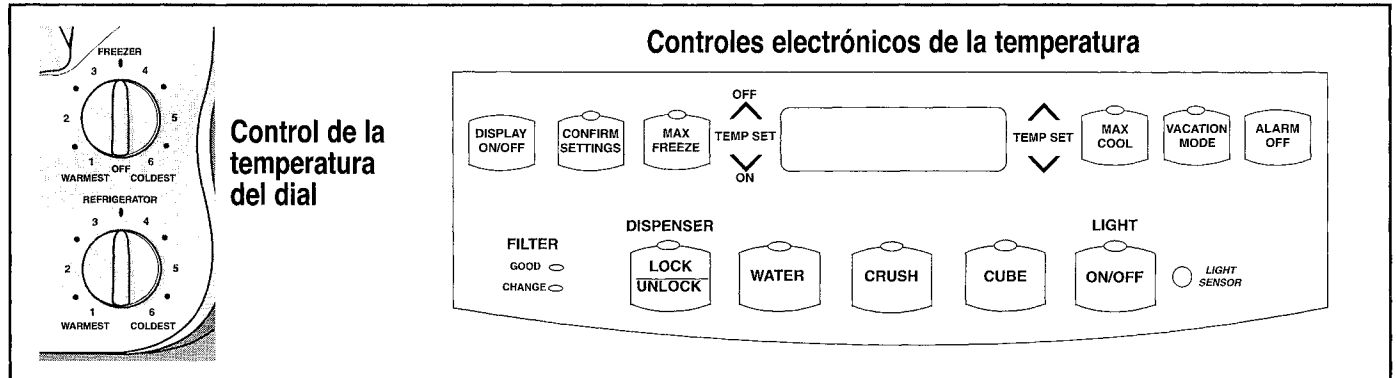 FREEZER
3 4
2 5
1 OFF 6
WARMEST COLDEST
REFRIGERATOR
3 4
2 5
1 6
WARMEST COLDEST
Control de la
temperatura
del dial
Controles electrónicos de la temperatura
DISPLAY
ON/OFF
CONFIRM
SETTINGS
MAX
FREEZE
OFF
TEMP SET
ON
TEMP SET
MAX
COOL
VACATION
MODE
ALARM
OFF
FILTER
GOOD
CHANGE
DISPENSER
LOCK
UNLOCK
WATER
CRUSH
CUBE
LIGHT
ON/OFF
LIGHT
SENSOR